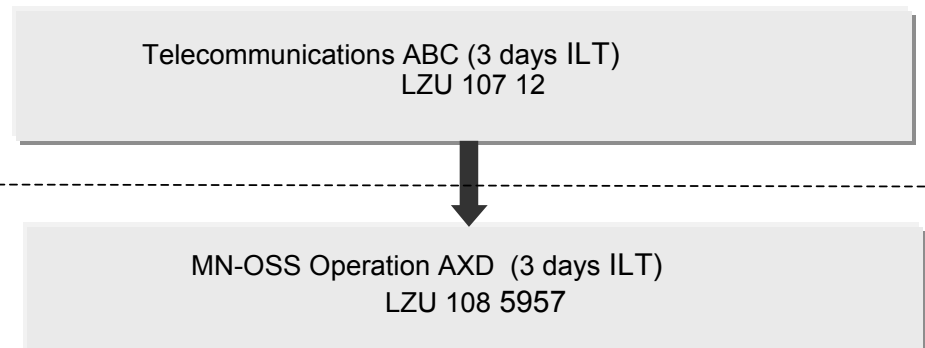 Telecommunications ABC (3 days ILT)
LZU 107 12
MN-OSS Operation AXD (3 days ILT)
LZU 108 5957